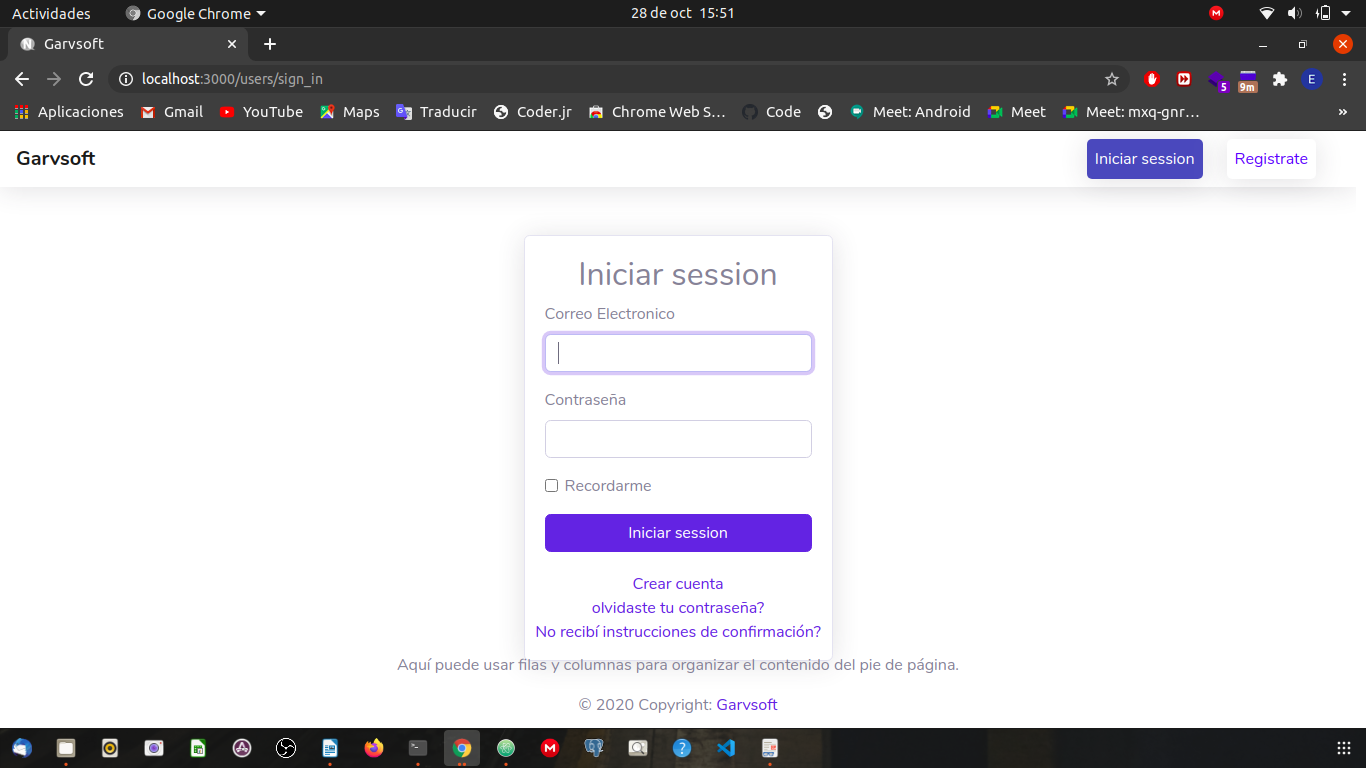 Actividades Google Chrome 28 de oct 15:51
Garvsoft
localhost:3000/users/sign_in
E 5 9m
Aplicaciones Gmail YouTube Maps Traducir Coder.jr Chrome Web S... Code Meet: Android Meet Meet: mxq-gnr... »
Garvsoft Iniciar session Registrate
Iniciar session
Correo Electronico
Contraseña
Recordarme
Iniciar session
Crear cuenta
olvidaste tu contraseña?
No recibí instrucciones de confirmación?
Aquí puede usar filas y columnas para organizar el contenido del pie de página.
© 2020 Copyright: Garvsoft